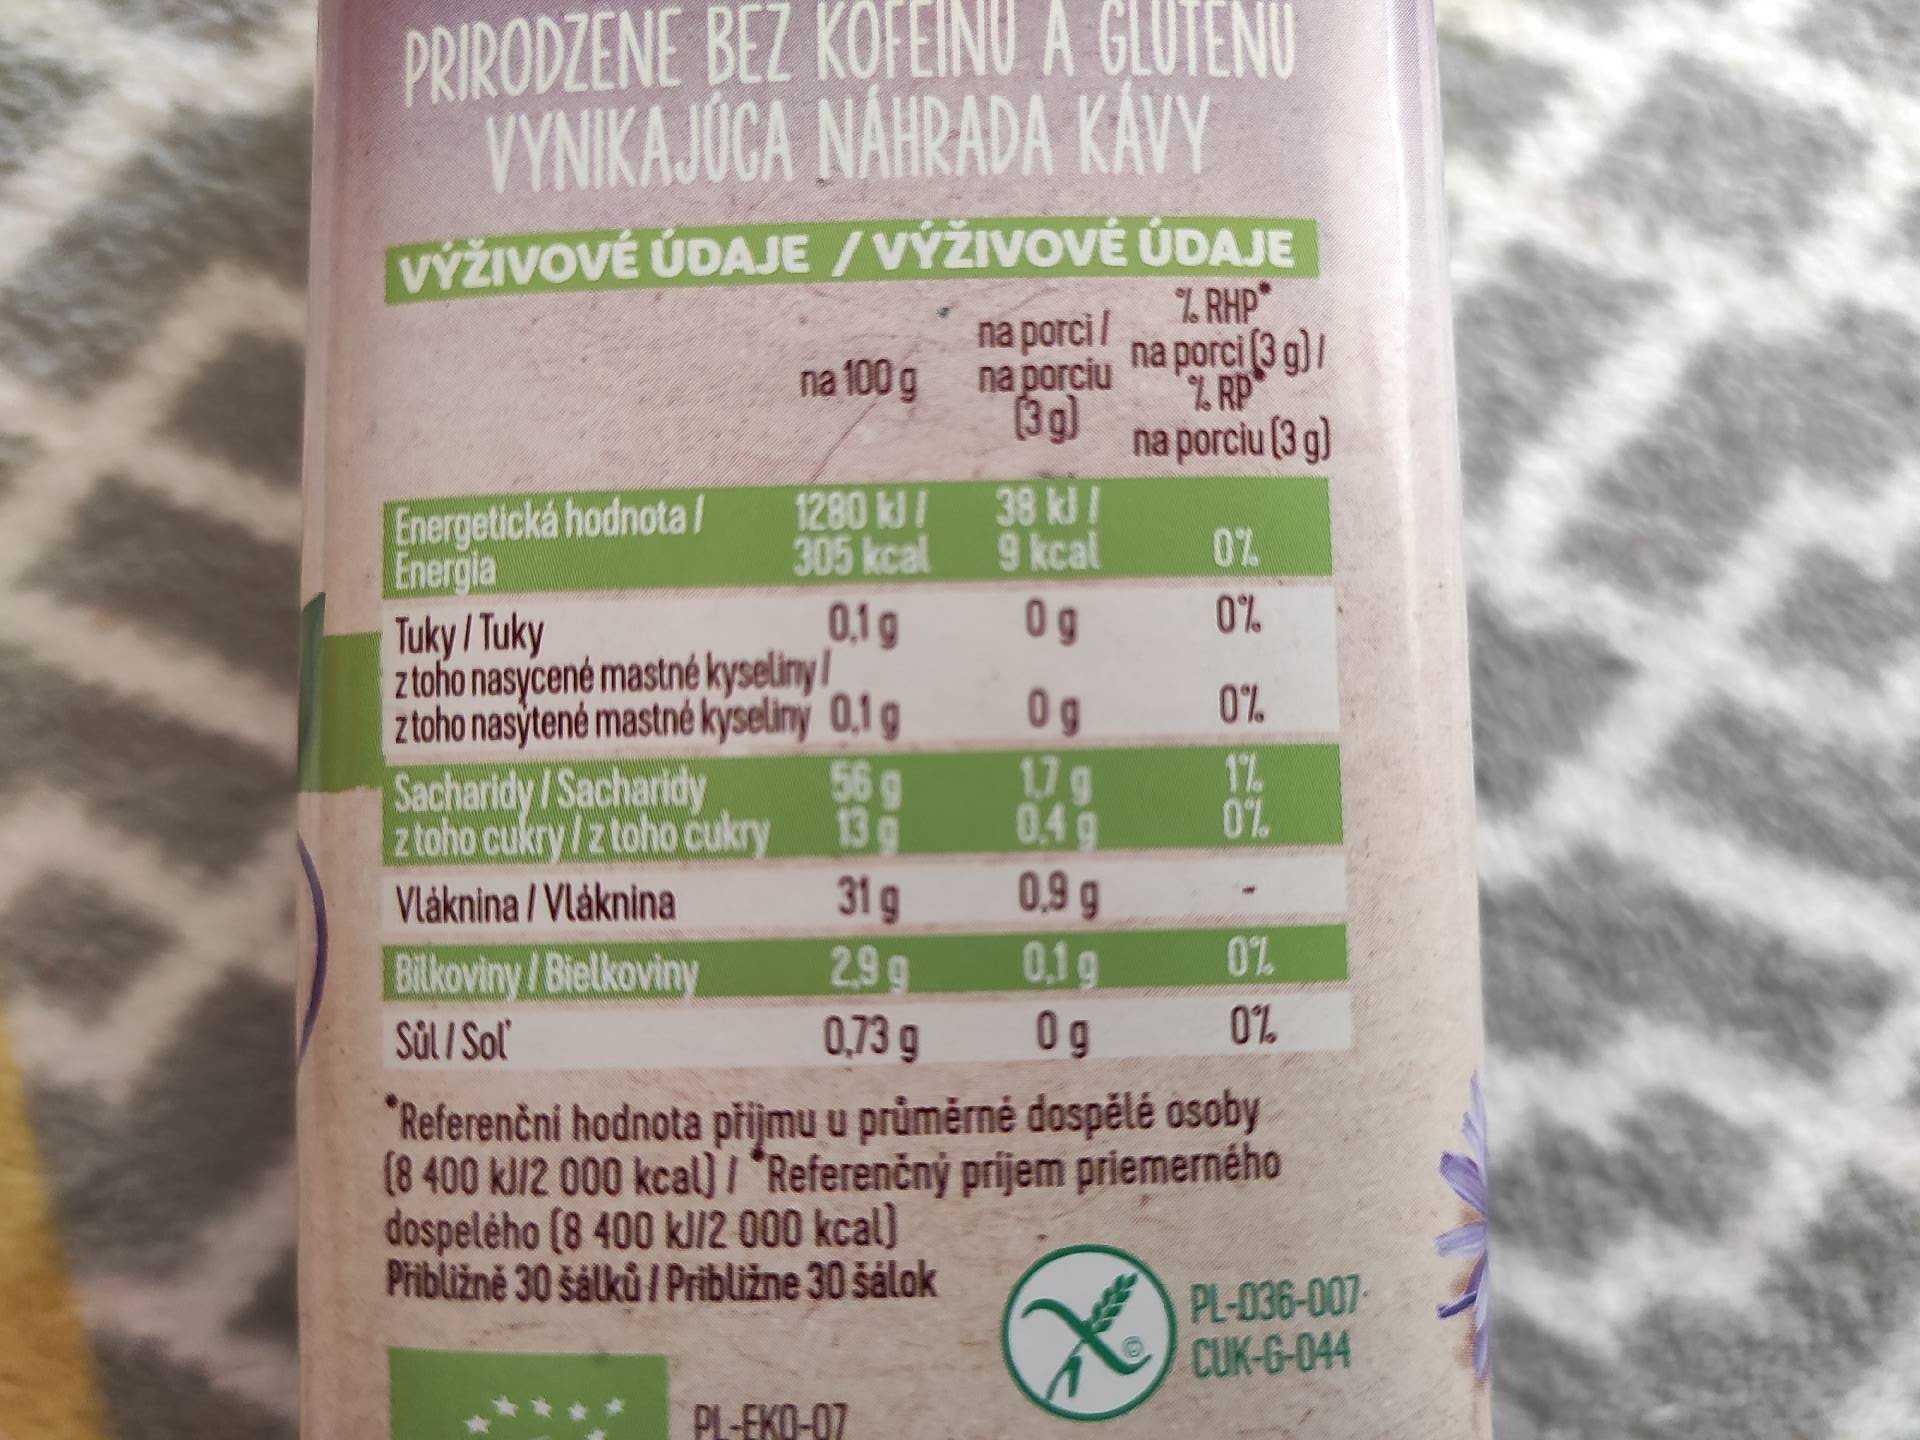 PRIRODZENE BEZ KOFEÍNU A GLUTÉNU
VYNIKAJÚCA NÁHRADA KÁVY
VÝŽIVOVÉ ÚDAJE / VÝŽIVOVÉ ÚDAJE
na 100 g
na porci /
na porciu
(3 g)
% RHP*
na porci (3 g) /
% RP*
na porciu (3 g)
Energetická hodnota / 1280 kJ / 38 kJ /
Energia 305 kcal 9 kcal 0%
Tuky / Tuky 0,1 g 0 g 0%
z toho nasycené mastné kyseliny /
z toho nasýtené mastné kyseliny 0,1 g 0 g 0%
Sacharidy / Sacharidy 56 g 1,7 g 1%
z toho cukry / z toho cukry 13 g 0,4 g 0%
Vláknina / Vláknina 31 g 0,9 g -
Bílkoviny / Bielkoviny 2,9 g 0,1 g 0%
Sůl / Soľ 0,73 g 0 g 0%
*Referenční hodnota příjmu u průměrné dospělé osoby
(8 400 kJ/2 000 kcal) / *Referenčný príjem priemerného
dospelého (8 400 kJ/2 000 kcal)
Přibližně 30 šálků / Približne 30 šálok
PL-036-007-
CUK-G-044
PL-EKO-07